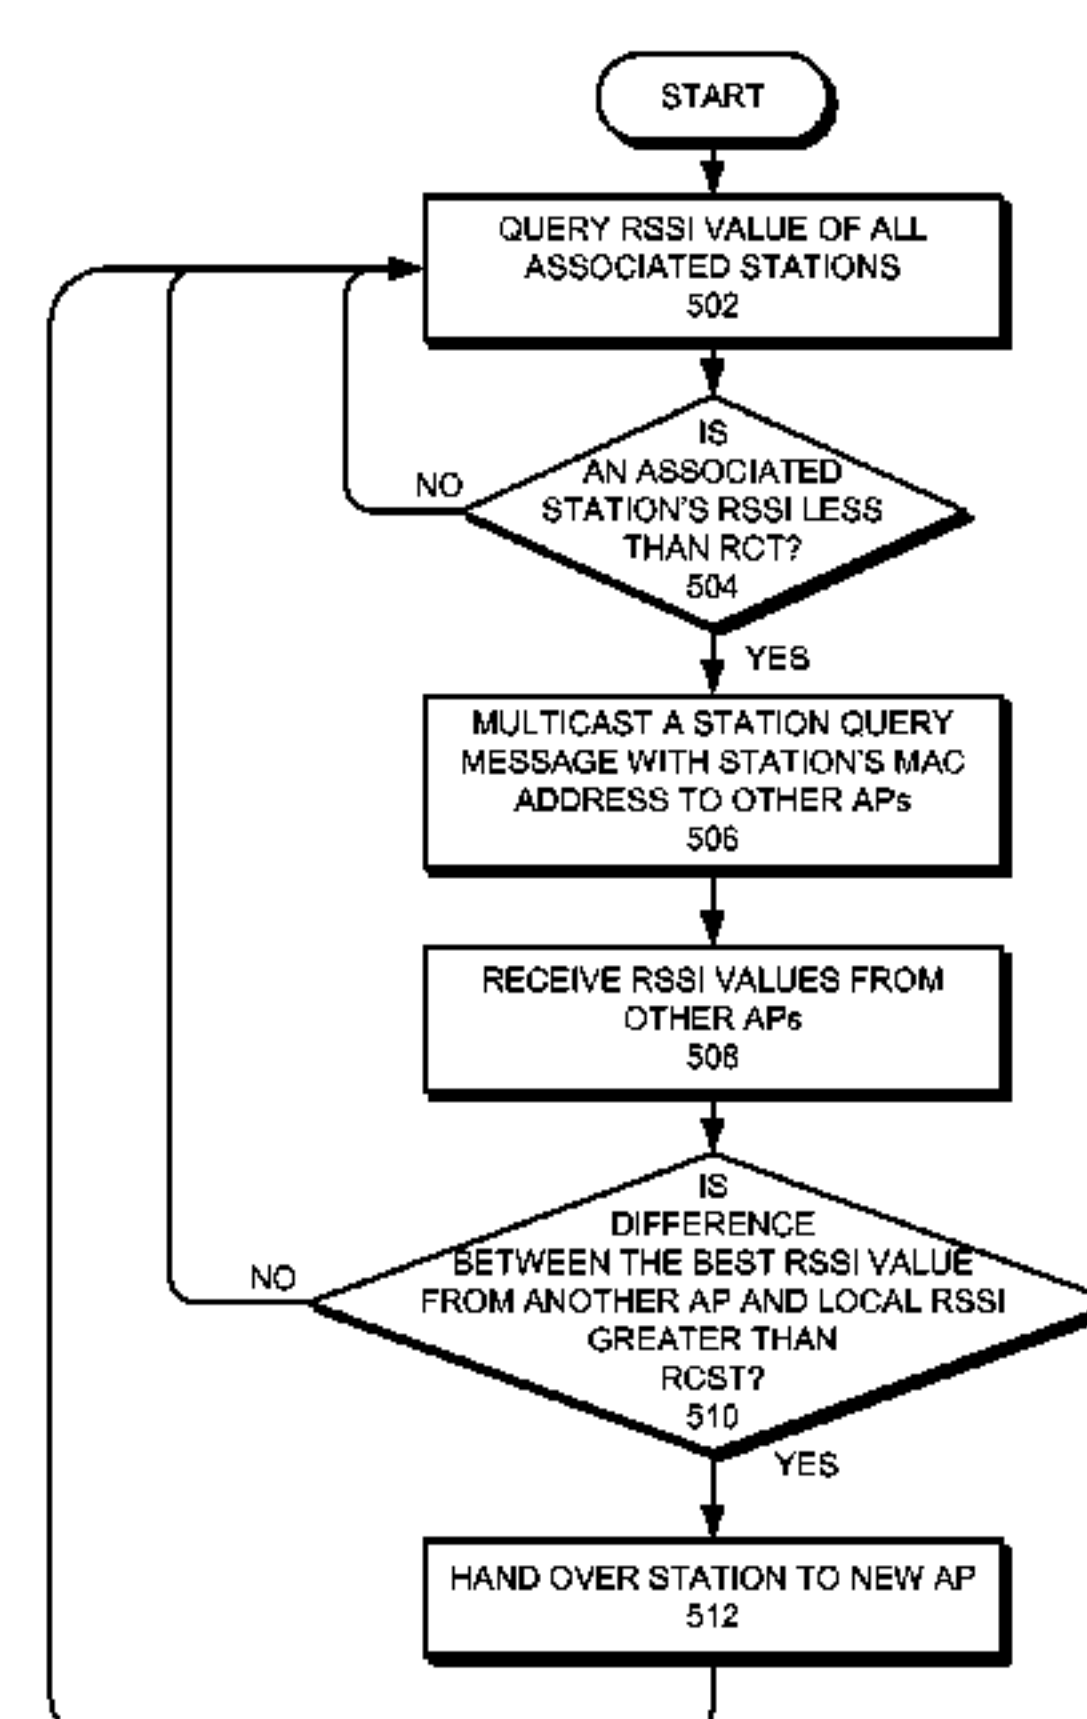 START
QUERY RSSI VALUE OF ALL
ASSOCIATED STATIONS
502
IS
AN ASSOCIATED
STATION'S RSSI LESS
THAN RCT?
504
NO
YES
MULTICAST A STATION QUERY
MESSAGE WITH STATION'S MAC
ADDRESS TO OTHER APs
506
RECEIVE RSSI VALUES FROM
OTHER APs
508
IS
DIFFERENCE
BETWEEN THE BEST RSSI VALUE
FROM ANOTHER AP AND LOCAL RSSI
GREATER THAN
RCST?
510
NO
YES
HAND OVER STATION TO NEW AP
512